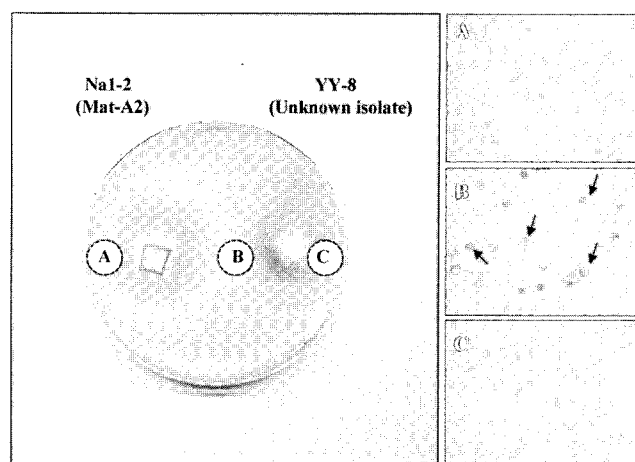 Na1-2
(Mat-A2)
YY-8
(Unknown isolate)
A
B
C
A
B
C